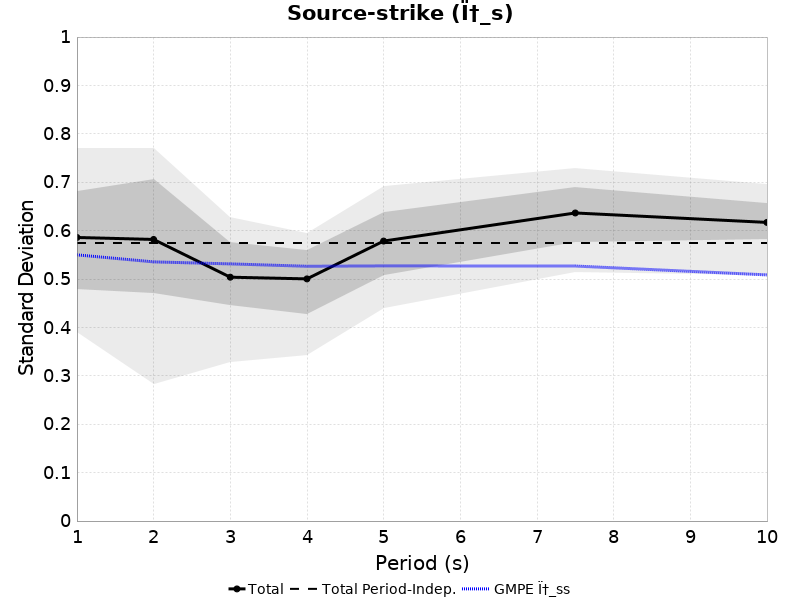 Source-strike (Ï†_s)
1
0.9
0.8
0.7
0.6
0.5
0.4
0.3
0.2
0.1
0
Standard Deviation
1 2 3 4 5 6 7 8 9 10
Period (s)
Total Total Period-Indep. GMPE Ï†_ss